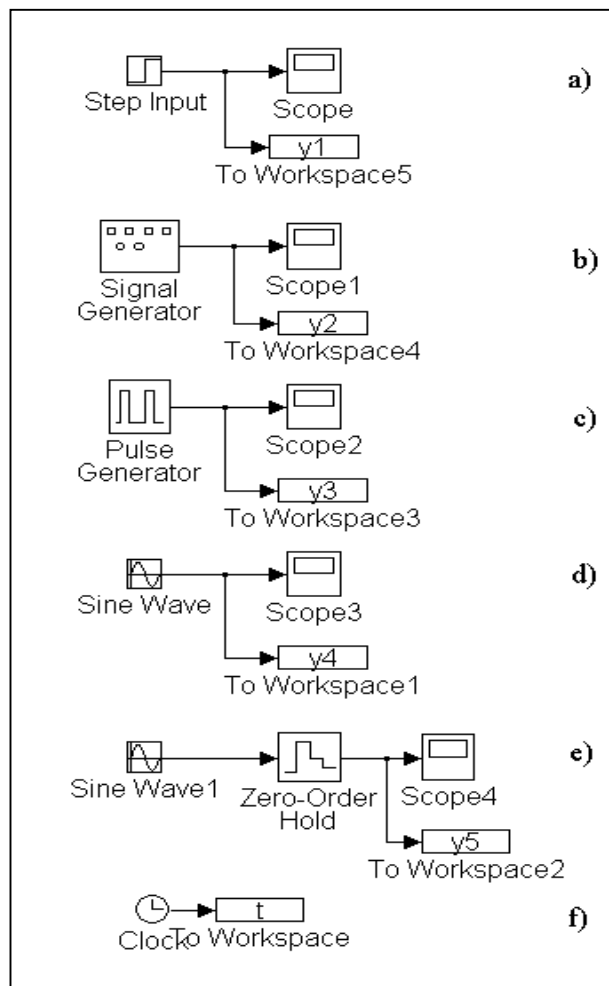 a)
Step Input
Scope
y1
To Workspace5
b)
Signal
Generator
Scope1
y2
To Workspace4
c)
Pulse
Generator
Scope2
y3
To Workspace3
d)
Sine Wave
Scope3
y4
To Workspace1
e)
Sine Wave1
Zero-Order
Hold
Scope4
y5
To Workspace2
t
Clock
To Workspace
f)